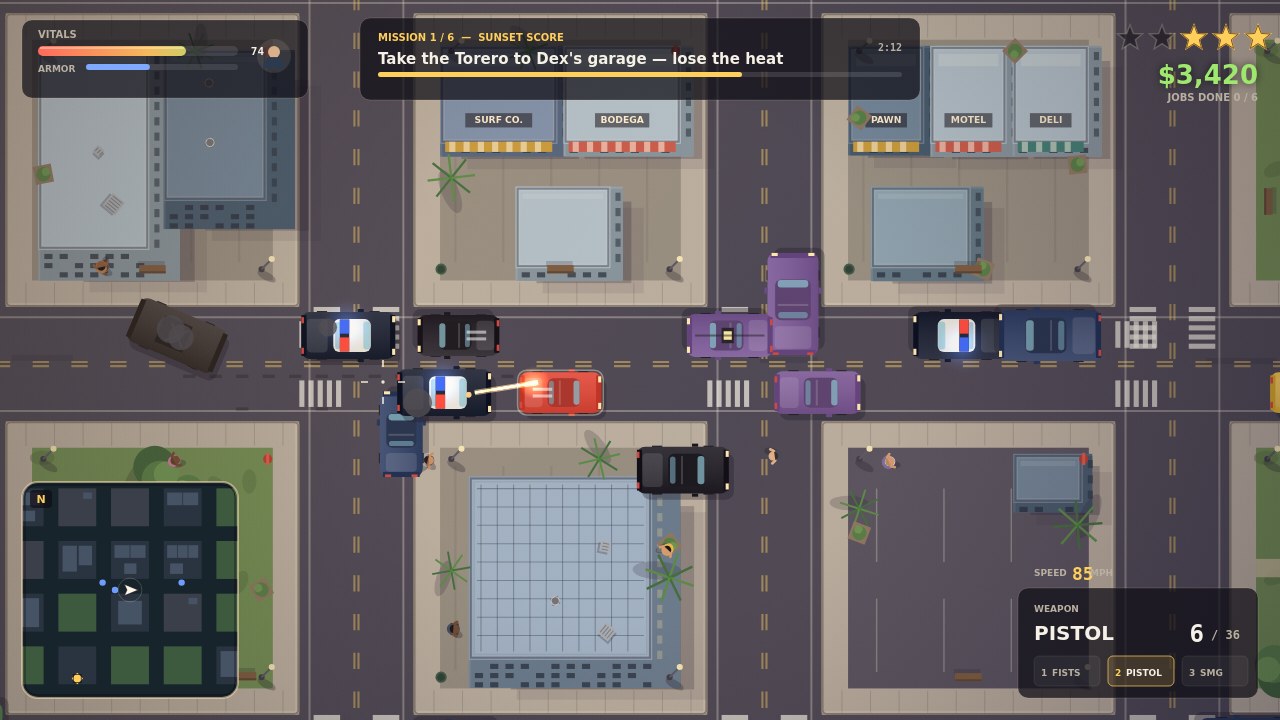 VITALS
74
ARMOR
MISSION 1 / 6 — SUNSET SCORE
Take the Torero to Dex's garage — lose the heat
2:12
$3,420
JOBS DONE 0 / 6
SURF CO.
BODEGA
PAWN
MOTEL
DELI
N
SPEED 85 MPH
WEAPON
PISTOL
6 / 36
1 FISTS
2 PISTOL
3 SMG